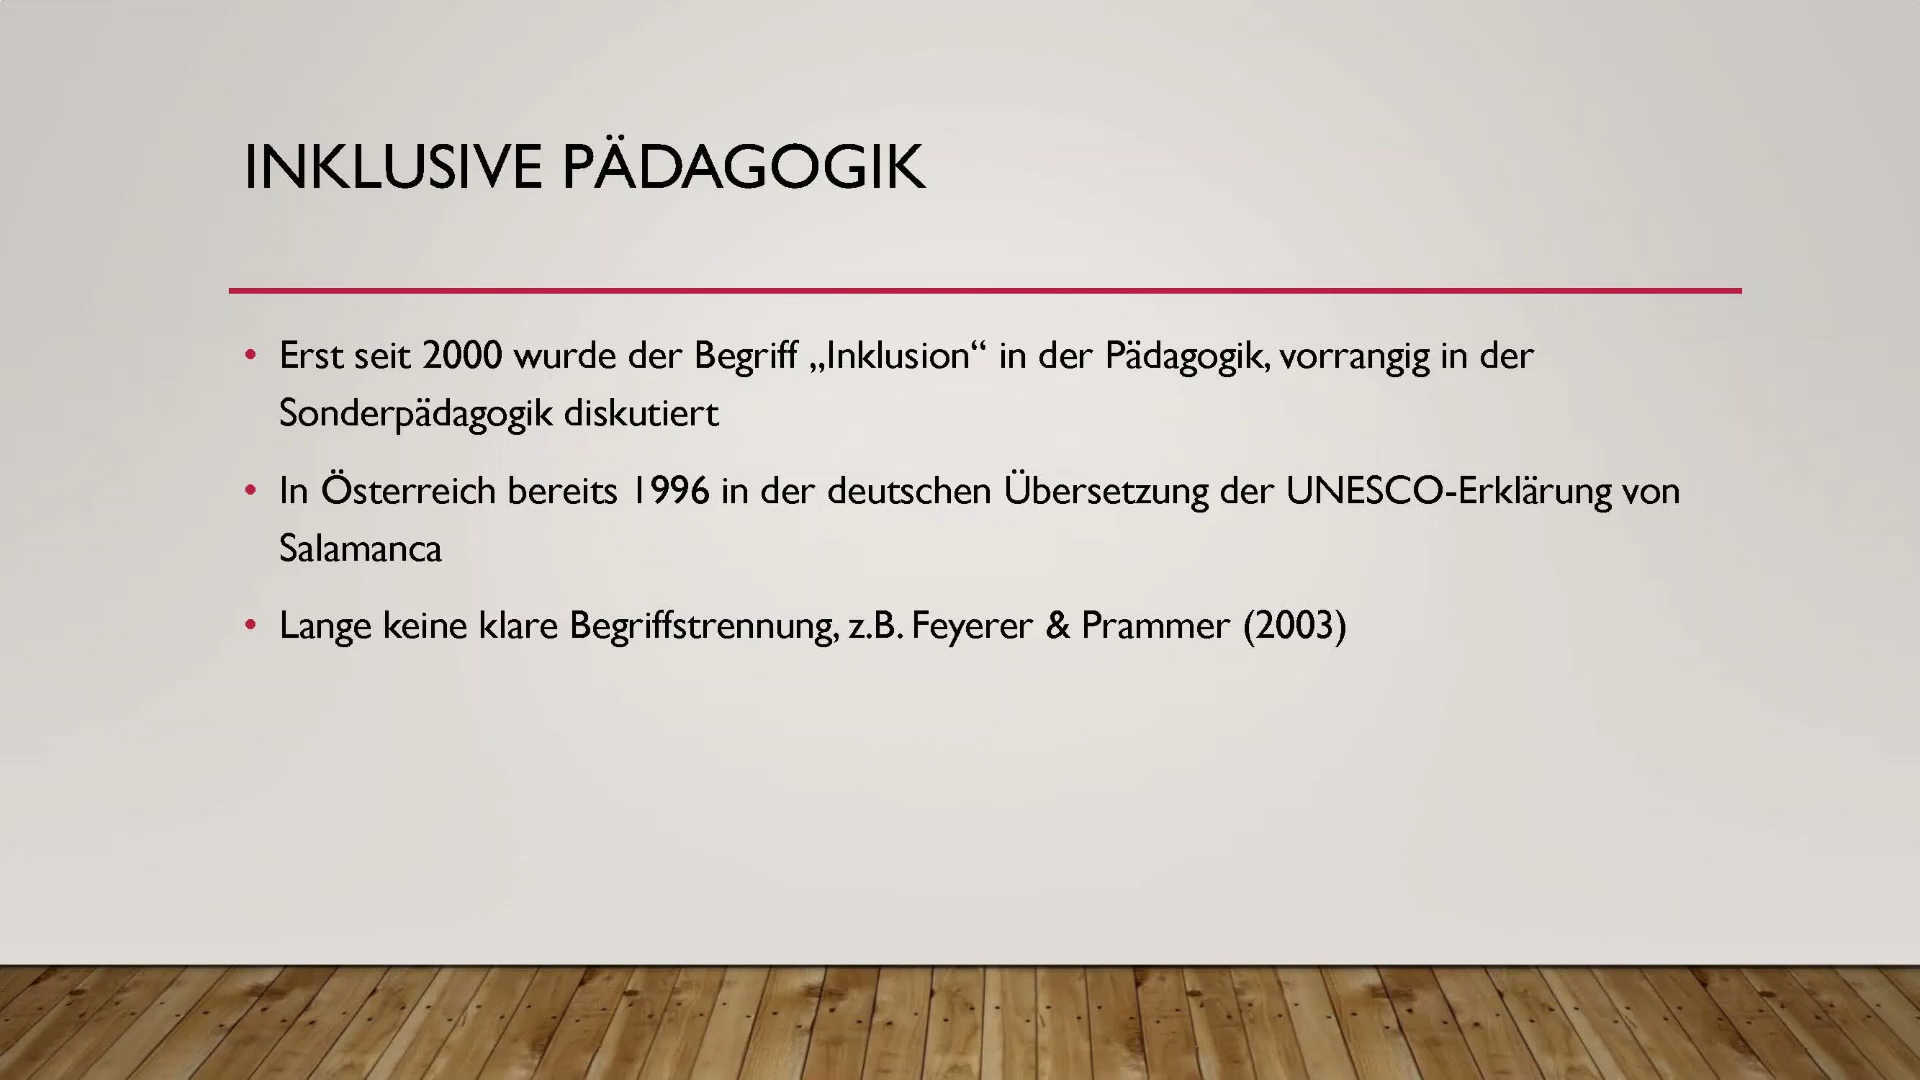 INKLUSIVE PÄDAGOGIK
• Erst seit 2000 wurde der Begriff „Inklusion“ in der Pädagogik, vorrangig in der
Sonderpädagogik diskutiert
• In Österreich bereits 1996 in der deutschen Übersetzung der UNESCO-Erklärung von
Salamanca
• Lange keine klare Begriffstrennung, z.B. Feyerer & Prammer (2003)